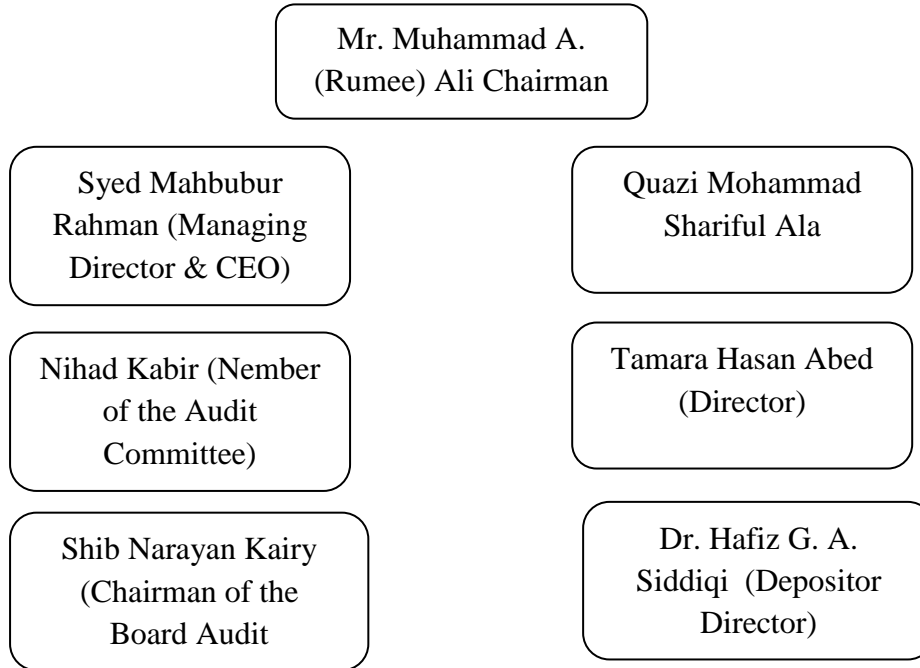 Mr. Muhammad A.
(Rumee) Ali Chairman
Syed Mahbubur
Rahman (Managing
Director & CEO)
Quazi Mohammad
Shariful Ala
Nihad Kabir (Nember
of the Audit
Committee)
Tamara Hasan Abed
(Director)
Shib Narayan Kairy
(Chairman of the
Board Audit
Dr. Hafiz G. A.
Siddiqi (Depositor
Director)